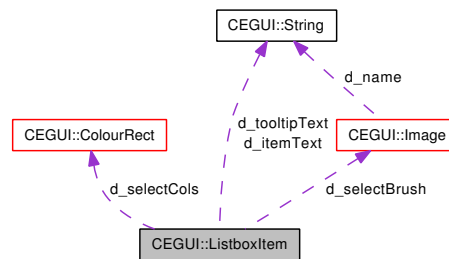 CEGUI::String
d_name
d_tooltipText
d_itemText
CEGUI::ColourRect
CEGUI::Image
d_selectCols
d_selectBrush
CEGUI::ListboxItem